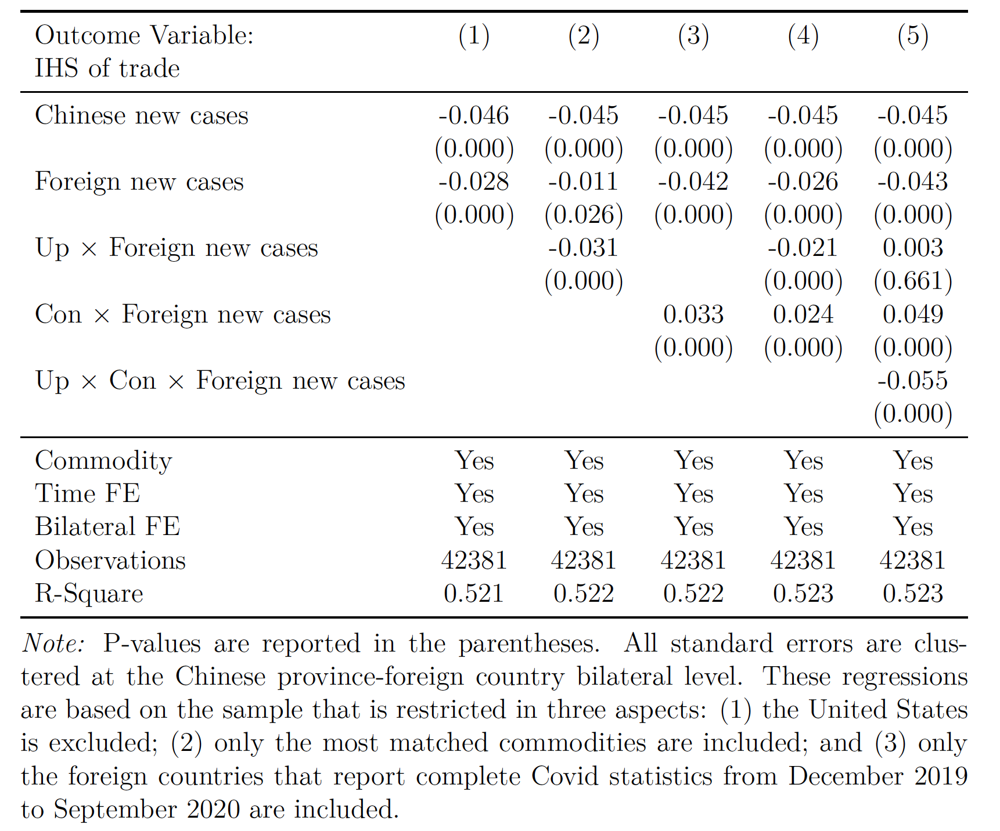 Outcome Variable: (1) (2) (3) (4) (5)
IHS of trade
Chinese new cases -0.046 -0.045 -0.045 -0.045 -0.045
(0.000) (0.000) (0.000) (0.000) (0.000)
Foreign new cases -0.028 -0.011 -0.042 -0.026 -0.043
(0.000) (0.026) (0.000) (0.000) (0.000)
Up × Foreign new cases -0.031 -0.021 0.003
(0.000) (0.000) (0.661)
Con × Foreign new cases 0.033 0.024 0.049
(0.000) (0.000) (0.000)
Up × Con × Foreign new cases -0.055
(0.000)
Commodity Yes Yes Yes Yes Yes
Time FE Yes Yes Yes Yes Yes
Bilateral FE Yes Yes Yes Yes Yes
Observations 42381 42381 42381 42381 42381
R-Square 0.521 0.522 0.522 0.523 0.523
Note: P-values are reported in the parentheses. All standard errors are clus-
tered at the Chinese province-foreign country bilateral level. These regressions
are based on the sample that is restricted in three aspects: (1) the United States
is excluded; (2) only the most matched commodities are included; and (3) only
the foreign countries that report complete Covid statistics from December 2019
to September 2020 are included.